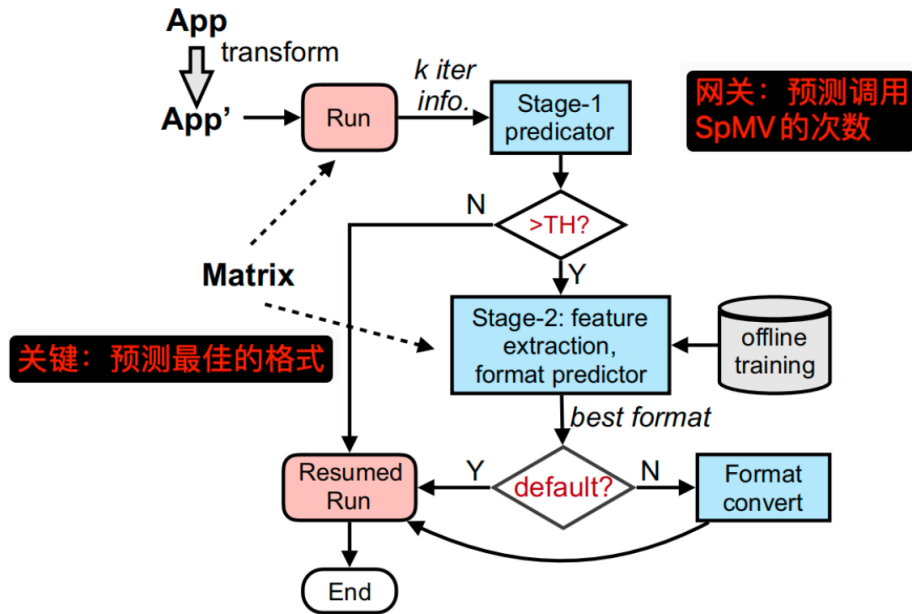 App
transform
App'
Run
k iter
info.
Stage-1
predicator
网关：预测调用
SpMV的次数
N
>TH?
Y
Matrix
Stage-2: feature
extraction,
format predictor
offline
training
关键：预测最佳的格式
best format
Resumed
Run
Y
default?
N
Format
convert
End